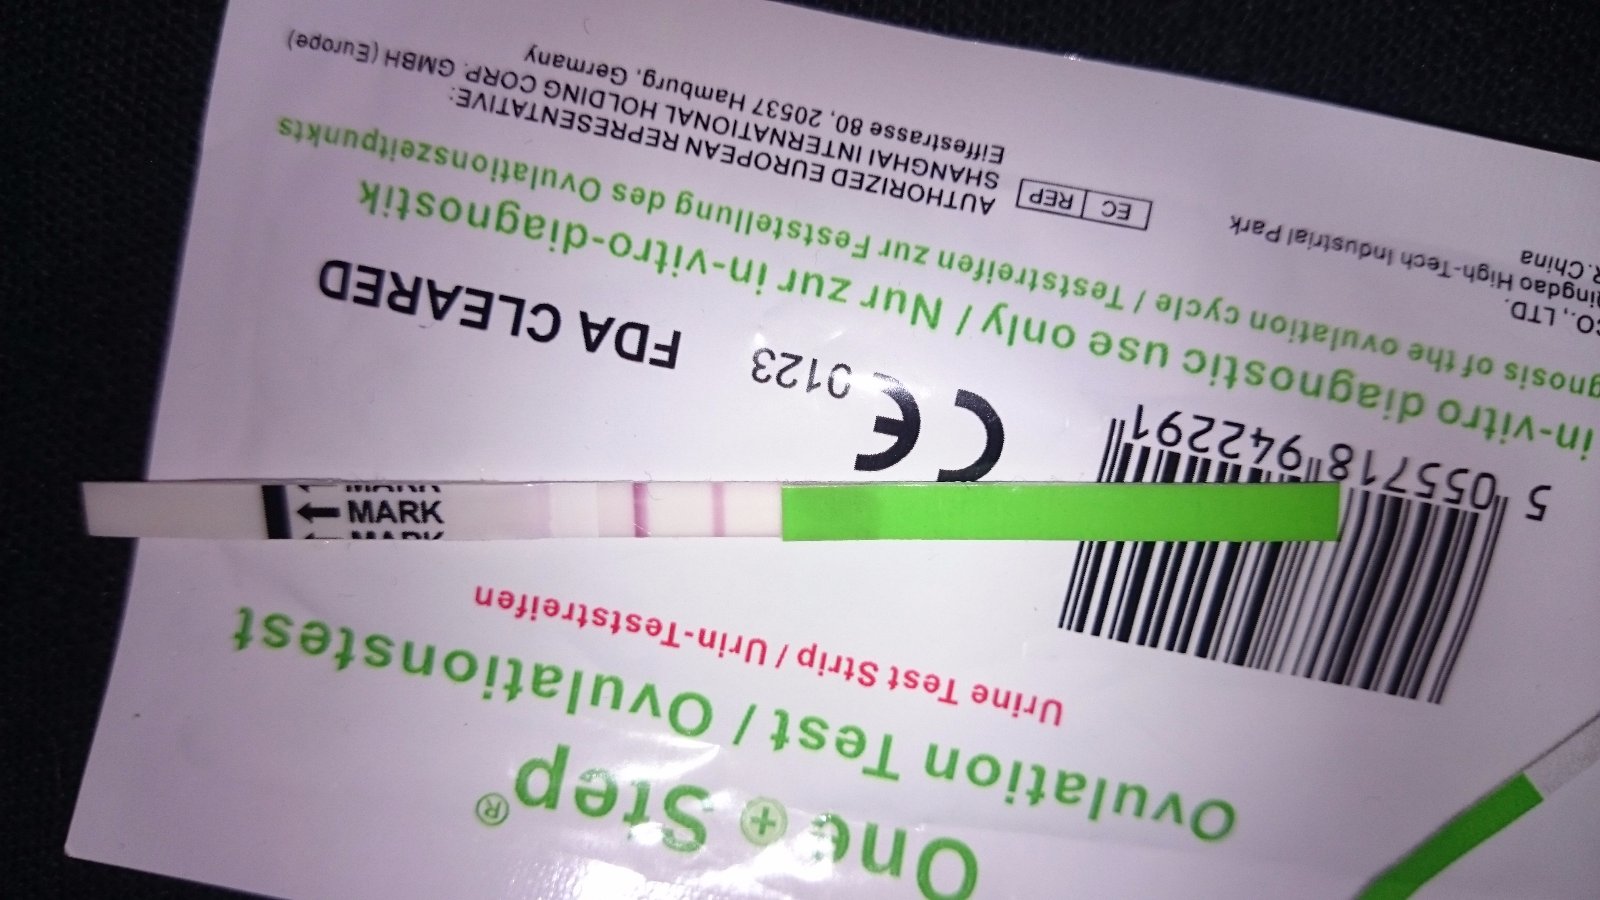 One Step®
Ovulation Test / Ovulationstest
Urine Test Strip / Urin-Teststreifen
MARK
5 055718 942291
CE 0123 FDA CLEARED
in-vitro diagnostic use only / Nur zur in-vitro-diagnostik
gnosis of the ovulation cycle / Teststreifen zur Feststellung des Ovulationszeitpunkts
CO., LTD.
ingdao High-Tech Industrial Park
R.China
EC REP
AUTHORIZED EUROPEAN REPRESENTATIVE:
SHANGHAI INTERNATIONAL HOLDING CORP. GMBH (Europe)
Eiffestrasse 80, 20537 Hamburg, Germany